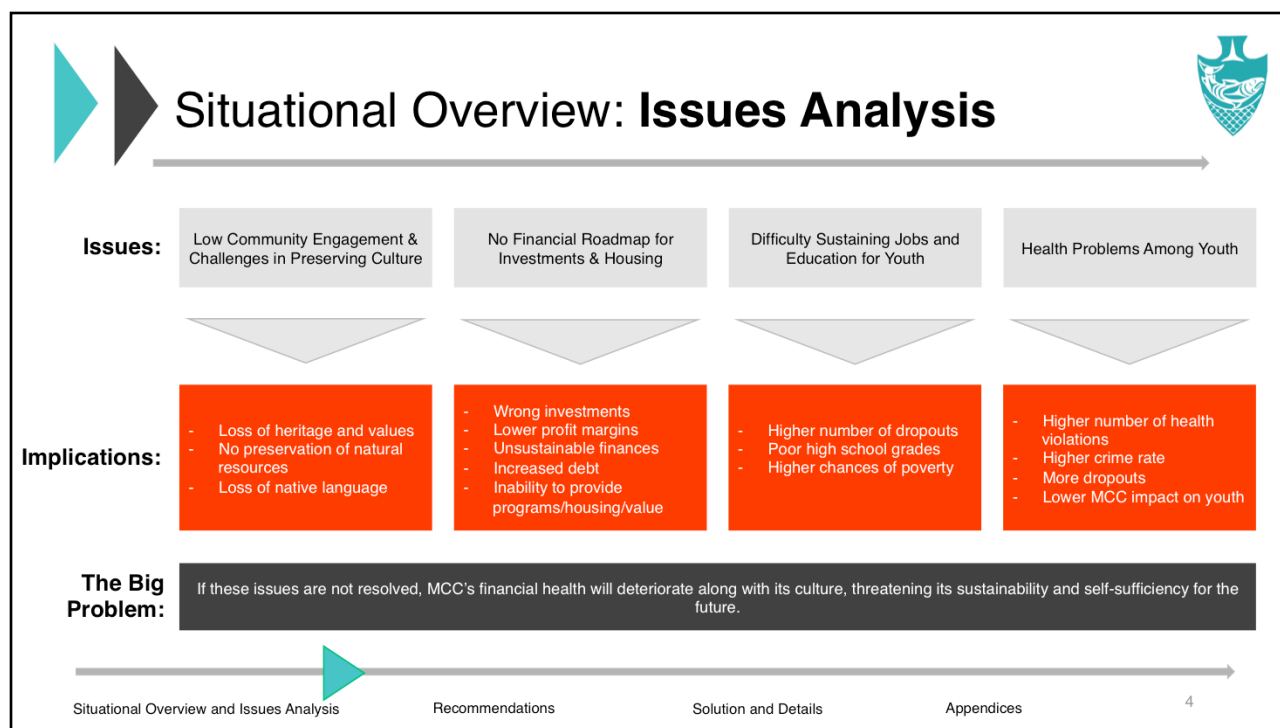 Situational Overview: Issues Analysis
Issues:
Low Community Engagement &
Challenges in Preserving Culture
No Financial Roadmap for
Investments & Housing
Difficulty Sustaining Jobs and
Education for Youth
Health Problems Among Youth
Implications:
- Loss of heritage and values
- No preservation of natural
resources
- Loss of native language
- Wrong investments
- Lower profit margins
- Unsustainable finances
- Increased debt
- Inability to provide
programs/housing/value
- Higher number of dropouts
- Poor high school grades
- Higher chances of poverty
- Higher number of health
violations
- Higher crime rate
- More dropouts
- Lower MCC impact on youth
The Big
Problem:
If these issues are not resolved, MCC's financial health will deteriorate along with its culture, threatening its sustainability and self-sufficiency for the
future.
Situational Overview and Issues Analysis
Recommendations
Solution and Details
Appendices
4